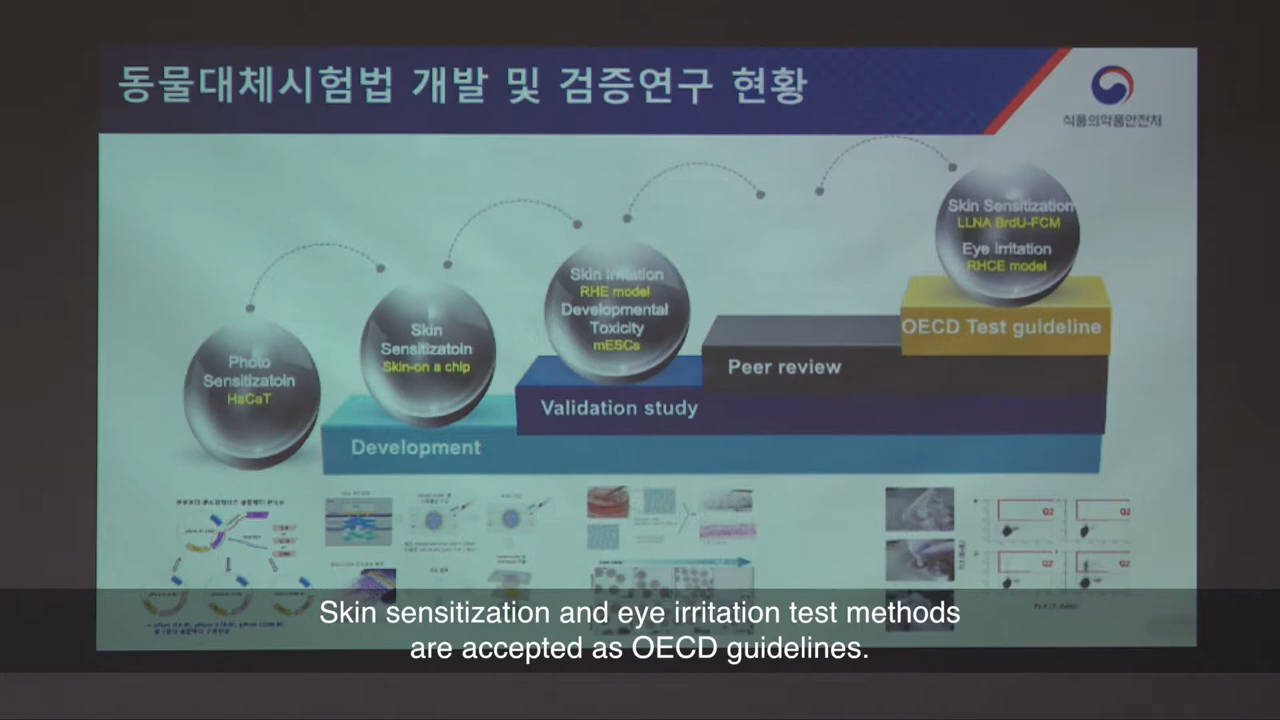 동물대체시험법 개발 및 검증연구 현황
식품의약품안전처
Photo
Sensitizatoin
HaCaT
Skin
Sensitizatoin
Skin-on a chip
Skin Irritation
RHE model
Developmental
Toxicity
mESCs
Skin Sensitization
LLNA BrdU-FCM
Eye Irritation
RHCE model
OECD Test guideline
Peer review
Validation study
Development
Q2
Q2
Q2
Q2
Skin sensitization and eye irritation test methods
are accepted as OECD guidelines.